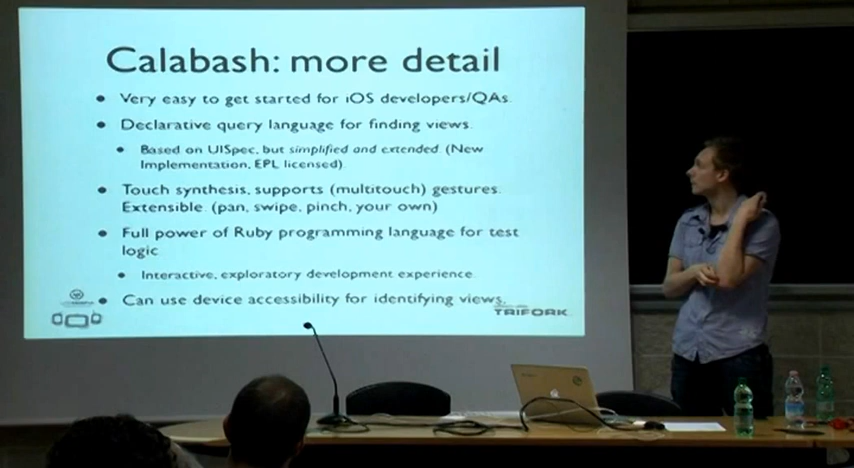 Calabash: more detail
Very easy to get started for iOS developers/QAs.
Declarative query language for finding views.
Based on UISpec, but simplified and extended (New
Implementation, EPL licensed).
Touch synthesis, supports (multitouch) gestures.
Extensible. (pan, swipe, pinch, your own)
Full power of Ruby programming language for test
logic
Interactive, exploratory development experience.
Can use device accessibility for identifying views.
TRIFORK.